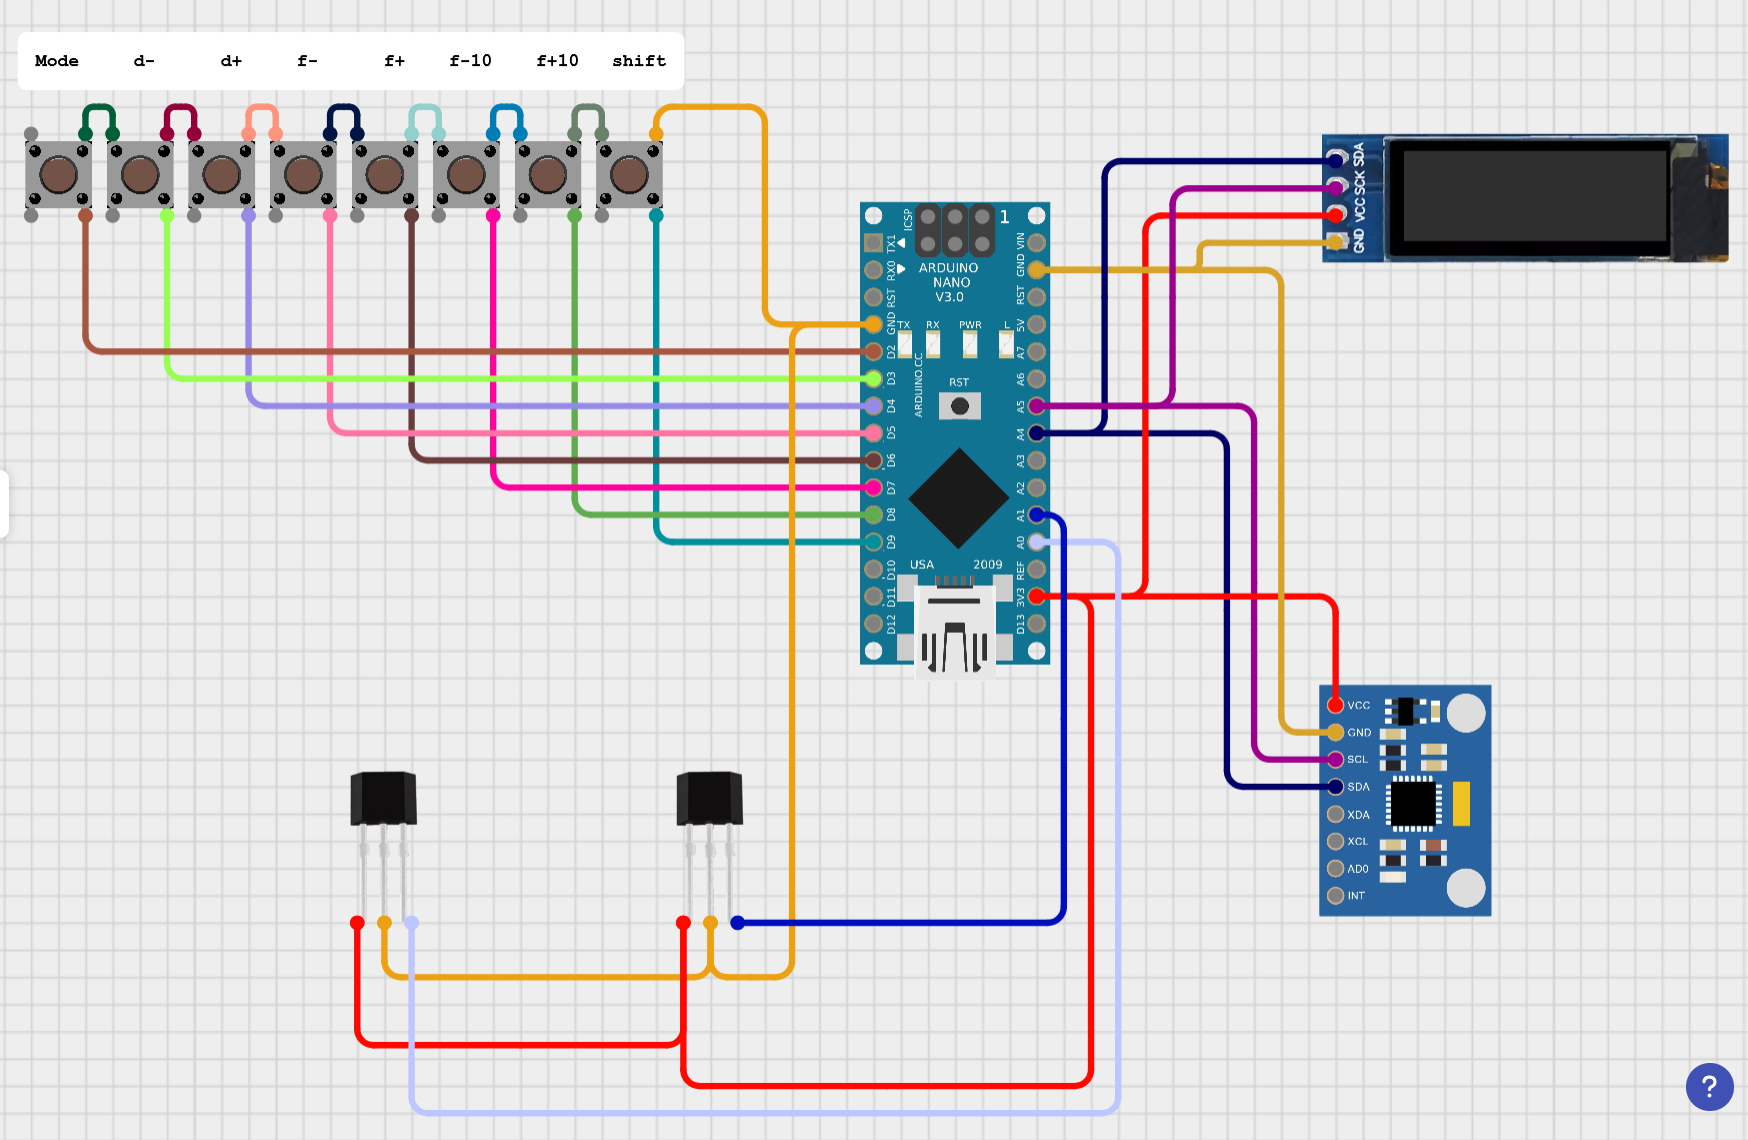 Mode d- d+ f- f+ f-10 f+10 shift
SDA
SCK
VCC
GND
ICSP
1
TX1
RX0
RST
GND
D2
D3
D4
D5
D6
D7
D8
D9
D10
D11
D12
VIN
GND
RST
5V
A7
A6
A5
A4
A3
A2
A1
A0
REF
3V3
D13
ARDUINO
NANO
V3.0
TX RX PWR L
ARDUINO.CC
RST
USA 2009
VCC
GND
SCL
SDA
XDA
XCL
AD0
INT
?